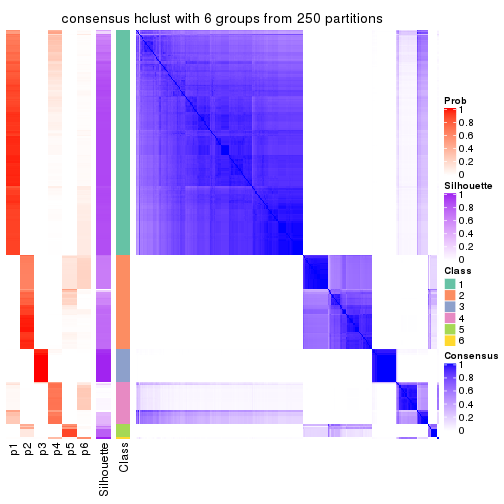 consensus hclust with 6 groups from 250 partitions
Prob
1
0.8
0.6
0.4
0.2
0
Silhouette
1
0.8
0.6
0.4
0.2
0
Class
1
2
3
4
5
6
Consensus
1
0.8
0.6
0.4
0.2
0
p1
p2
p3
p4
p5
p6
Silhouette
Class